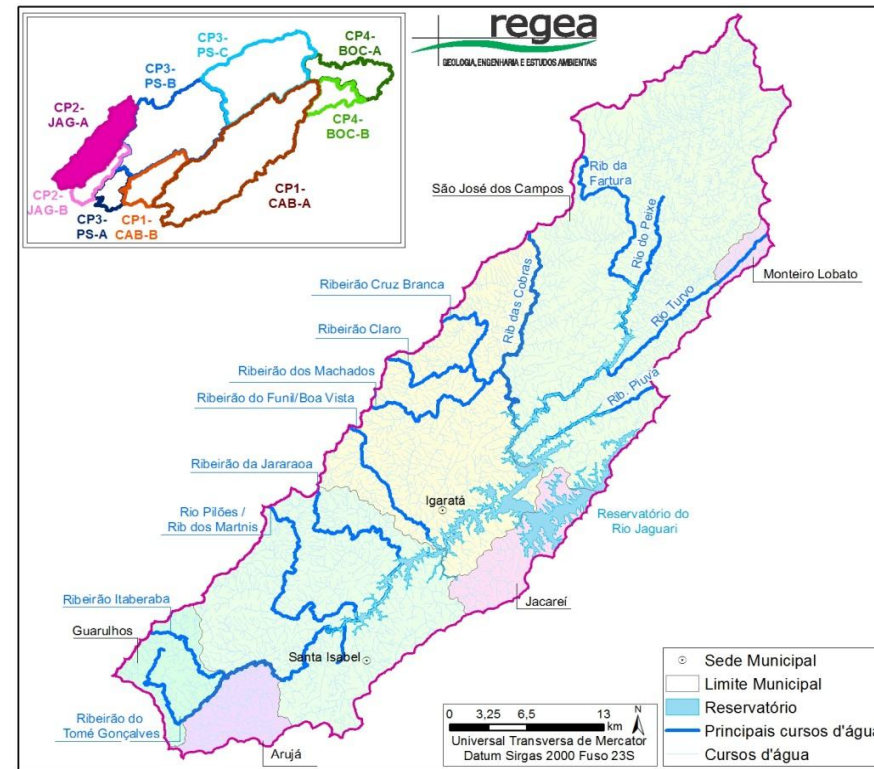 regea
GEOLOGIA, ENGENHARIA E ESTUDOS AMBIENTAIS
CP3-
PS-C
CP4-
BOC-A
CP3-
PS-B
CP2-
JAG-A
CP4-
BOC-B
CP1-
CAB-A
CP2-
JAG-B
CP3-
PS-A
CP1-
CAB-B
Rib da
Fartura
São José dos Campos
Rio do Peixe
Monteiro Lobato
Rib das Cobras
Rio Turvo
Ribeirão Cruz Branca
Ribeirão Claro
Ribeirão dos Machados
Rib. Piuva
Ribeirão do Funil/Boa Vista
Ribeirão da Jararaoa
Igaratá
Rio Pilões /
Rib dos Martnis
Reservatório do
Rio Jaguari
Ribeirão Itaberaba
Jacareí
Guarulhos
Santa Isabel
Ribeirão do
Tomé Gonçalves
Arujá
0 3,25 6,5 13
km
N
Universal Transversa de Mercator
Datum Sirgas 2000 Fuso 23S
Sede Municipal
Limite Municipal
Reservatório
Principais cursos d'água
Cursos d'água